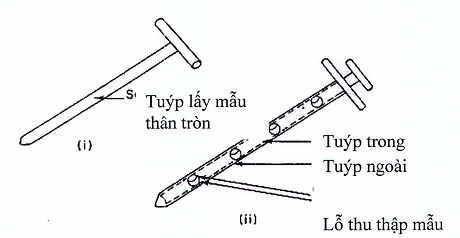 Tuýp lấy mẫu
thân tròn
(i)
Tuýp trong
Tuýp ngoài
(ii)
Lỗ thu thập mẫu